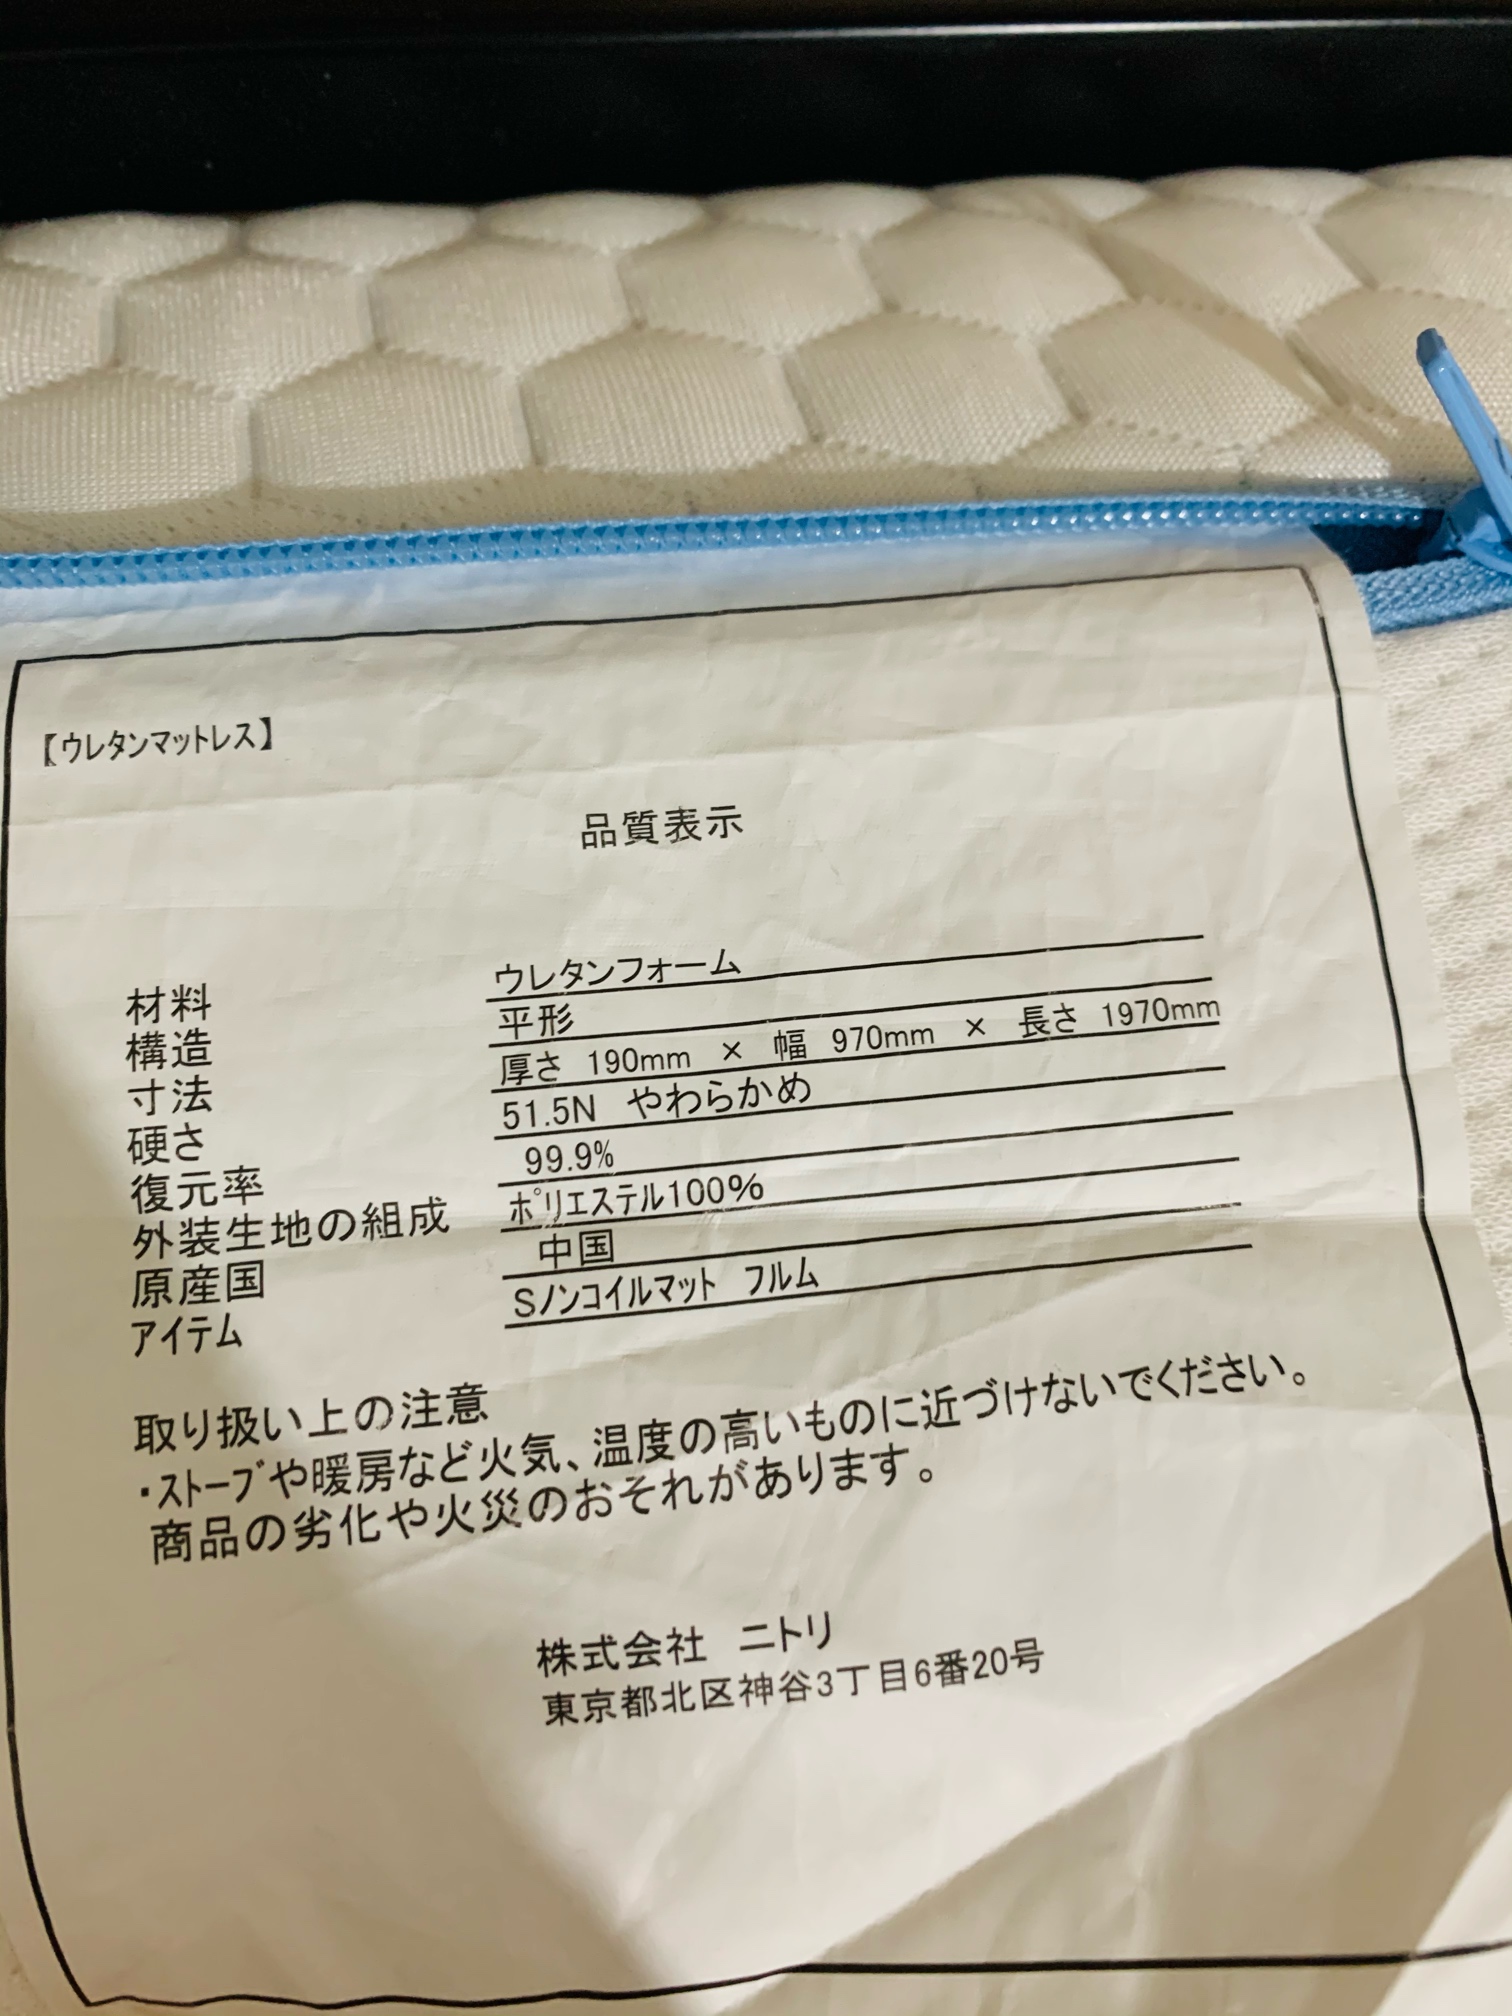 【ウレタンマットレス】
品質表示
材料 ウレタンフォーム
構造 平形
寸法 厚さ 190mm × 幅 970mm × 長さ 1970mm
硬さ 51.5N やわらかめ
復元率 99.9%
外装生地の組成 ポリエステル100%
原産国 中国
アイテム Sノンコイルマット フルム
取り扱い上の注意
・ストーブや暖房など火気、温度の高いものに近づけないでください。
商品の劣化や火災のおそれがあります。
株式会社 ニトリ
東京都北区神谷3丁目6番20号